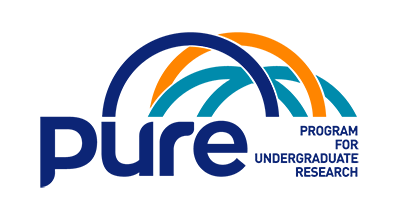 pure
PROGRAM
FOR
UNDERGRADUATE
RESEARCH